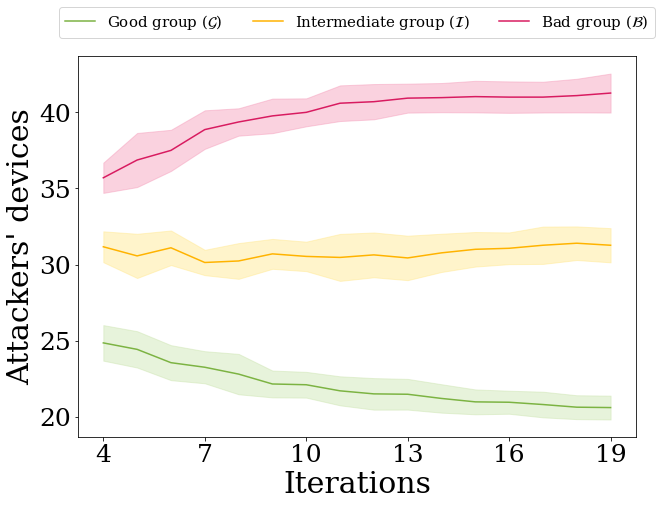 Good group (𝒢) Intermediate group (ℐ) Bad group (ℬ)
Attackers' devices
40
35
30
25
20
4 7 10 13 16 19
Iterations